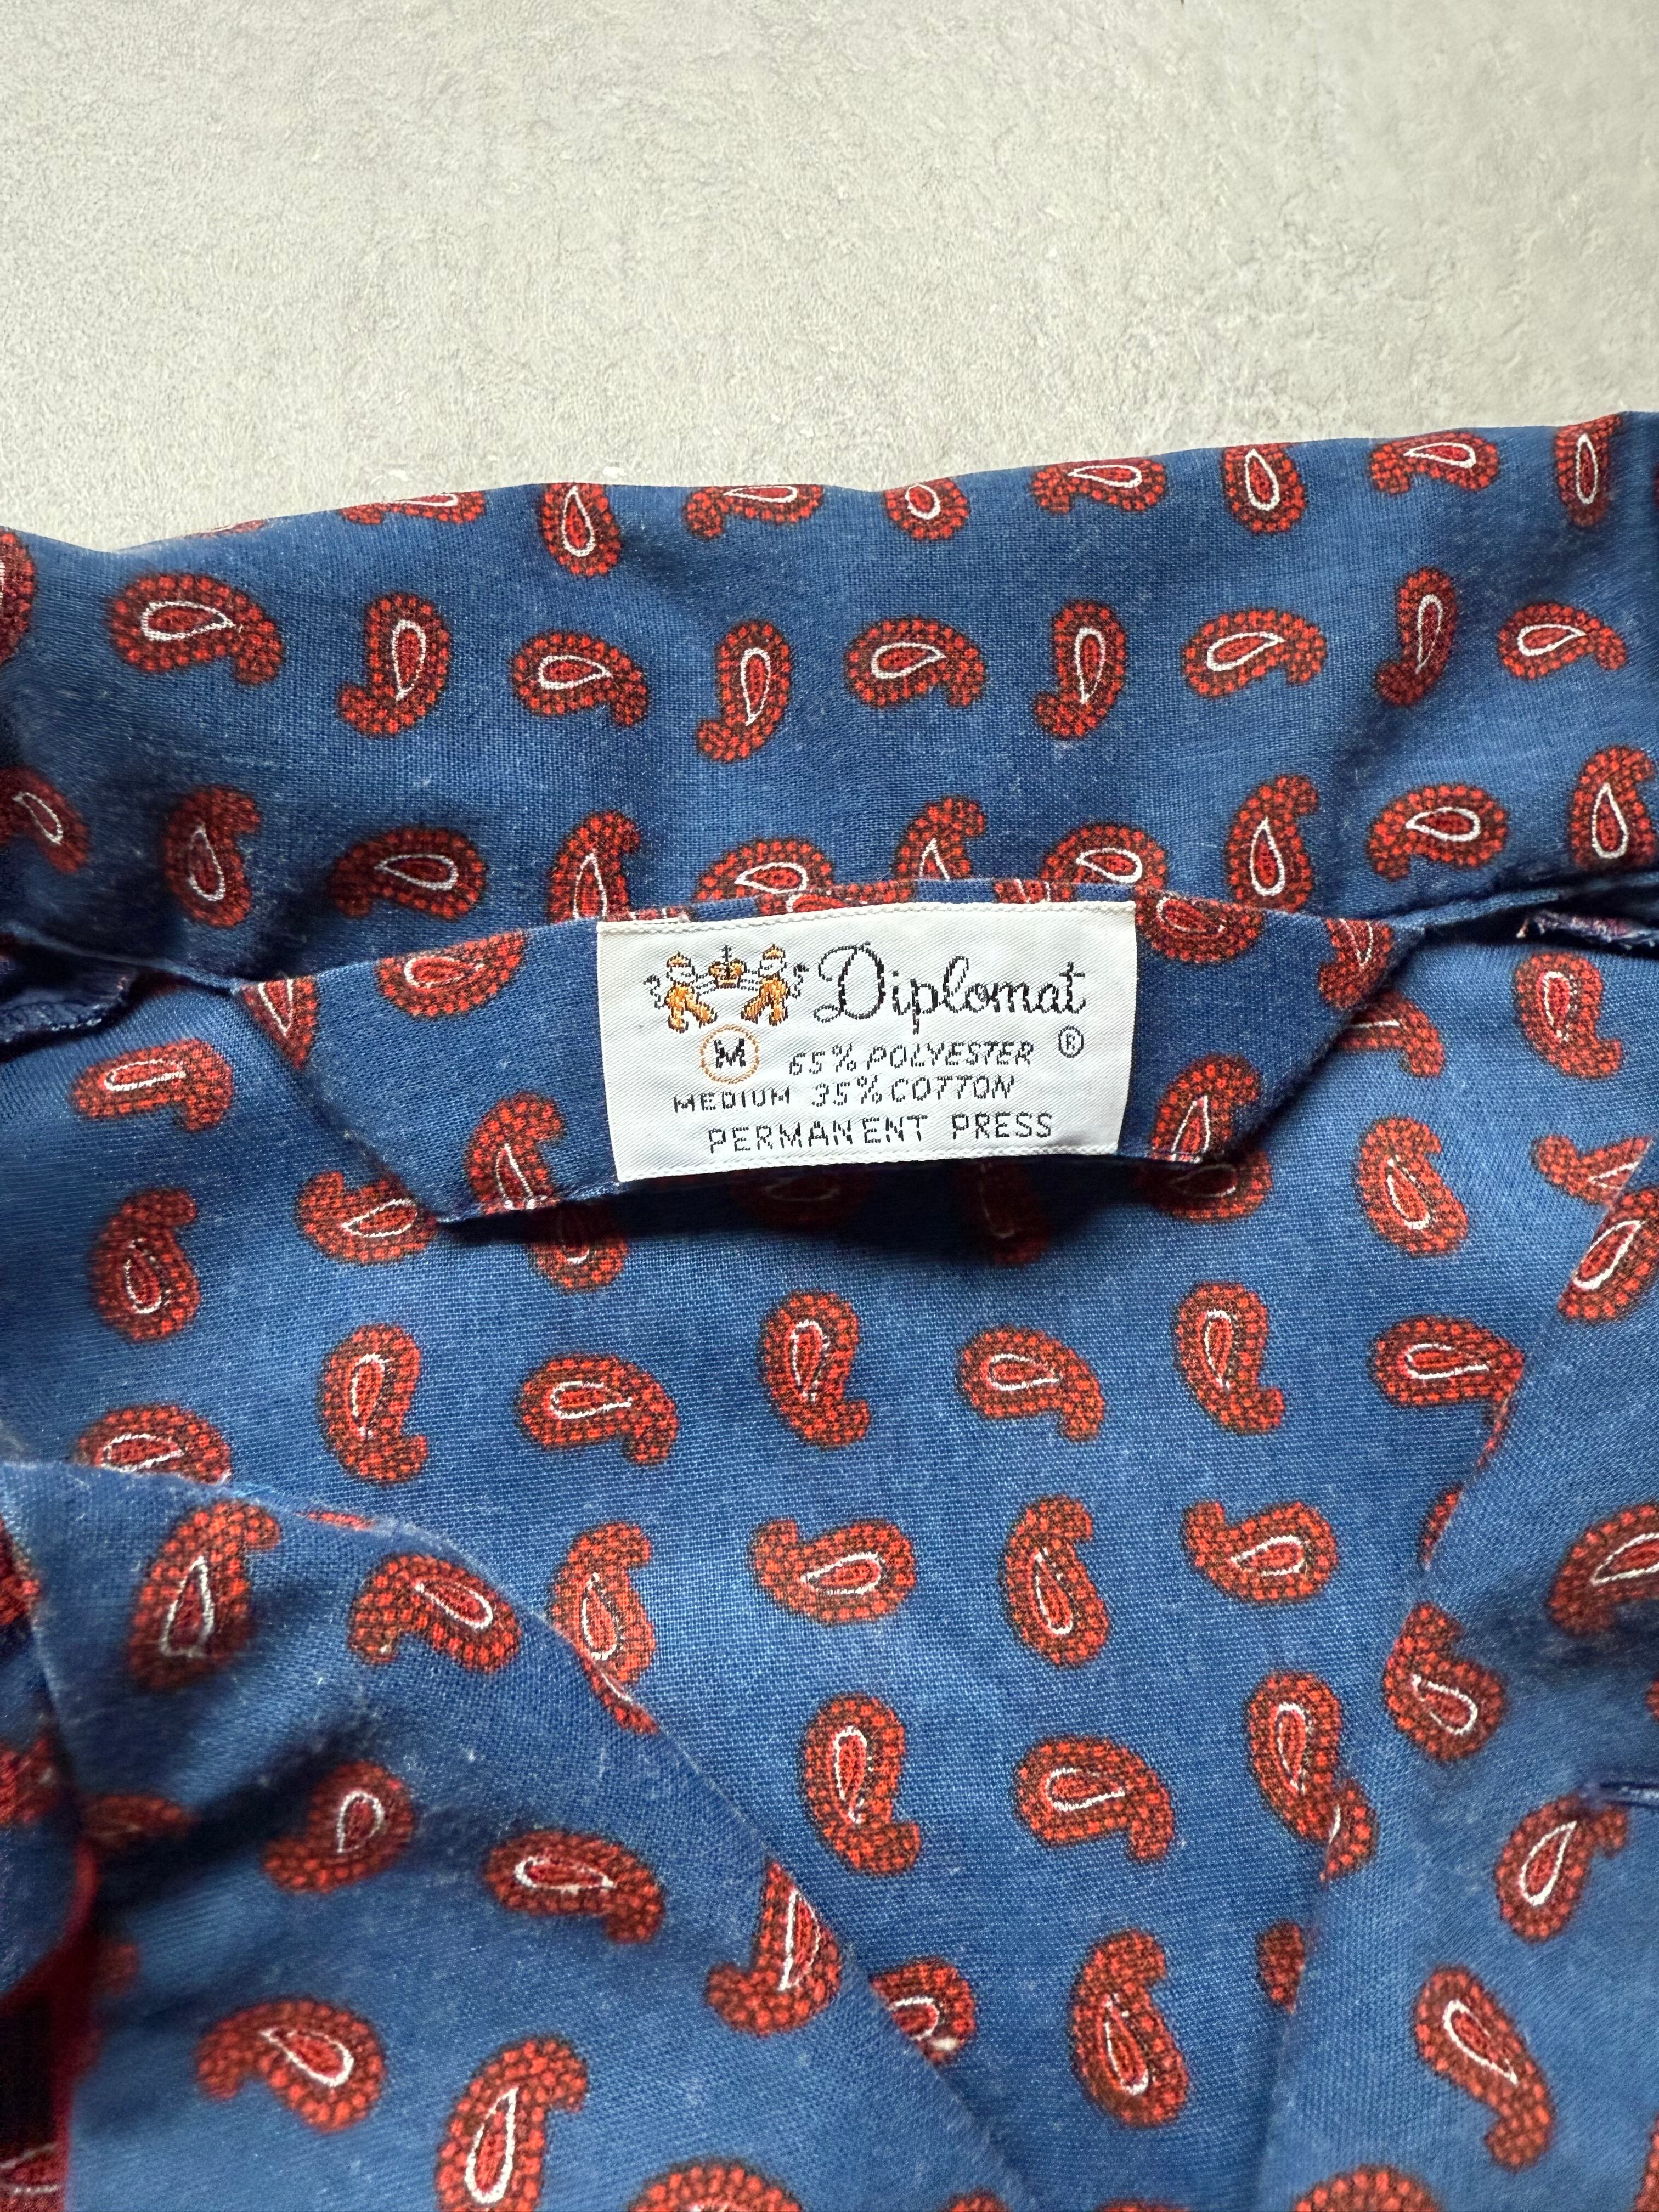 Diplomat
M 65% POLYESTER ®
MEDIUM 35% COTTON
PERMANENT PRESS